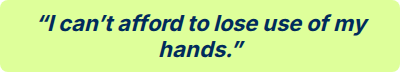 “I can’t afford to lose use of my
hands.”